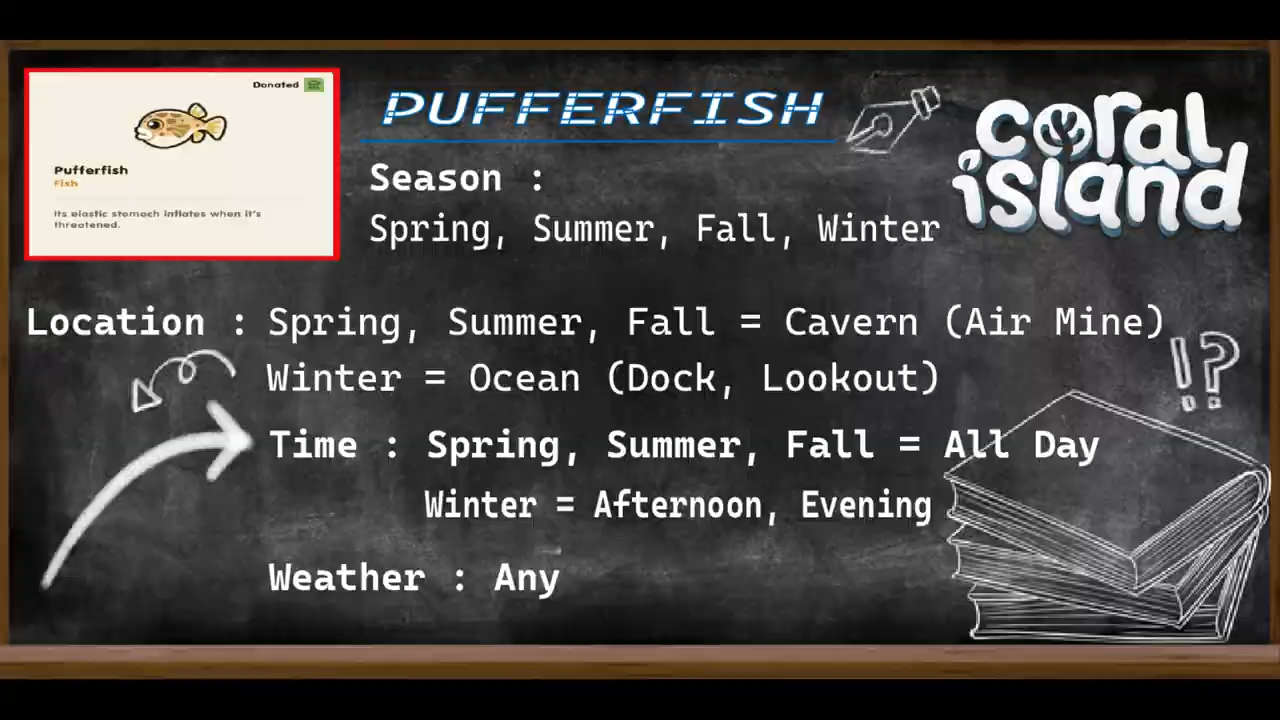 Donated
Pufferfish
Fish
Its elastic stomach inflates when it's
threatened.
PUFFERFISH
coral
island
Season :
Spring, Summer, Fall, Winter
Location : Spring, Summer, Fall = Cavern (Air Mine)
Winter = Ocean (Dock, Lookout)
!?
Time : Spring, Summer, Fall = All Day
Winter = Afternoon, Evening
Weather : Any